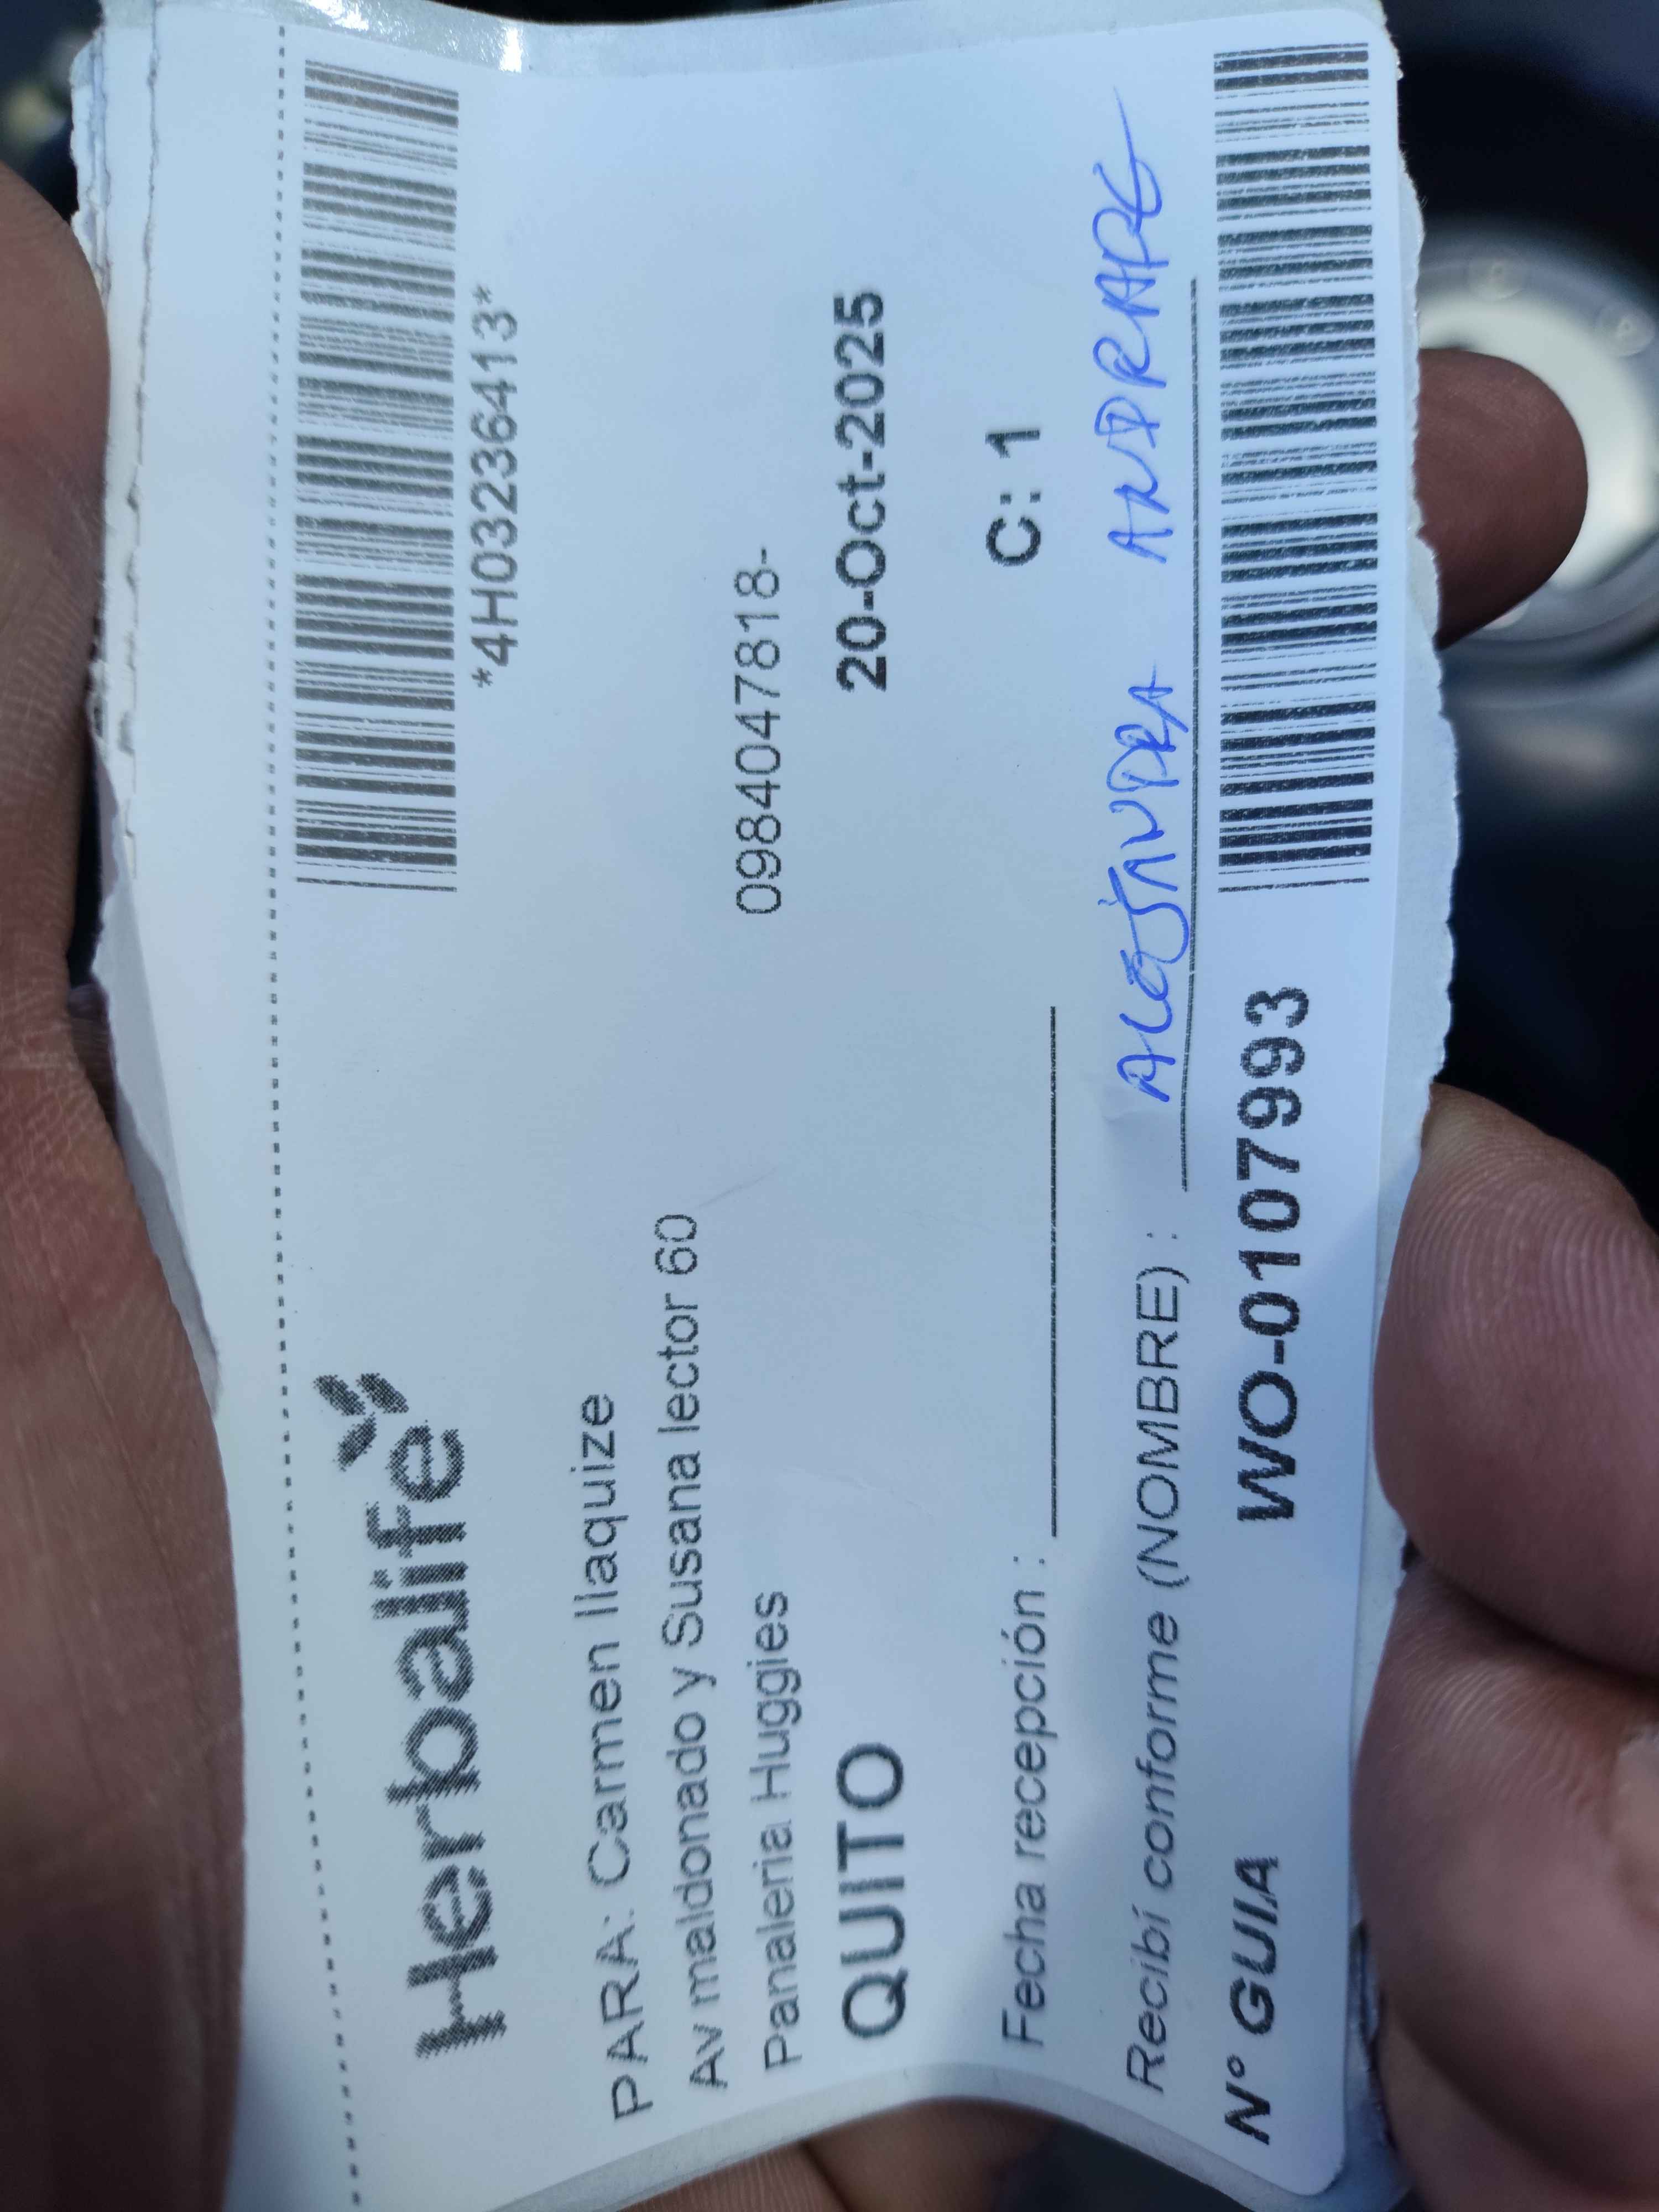 Herbalife
*4H03236413*
PARA: Carmen llaquize
Av maldonado y Susana lector 60
Panaleria Huggies
0984047818-
QUITO
20-Oct-2025
Fecha recepción :
C: 1
Recibí conforme (NOMBRE) : ALEJANDRA ANDRADE
N° GUIA
WO-0107993